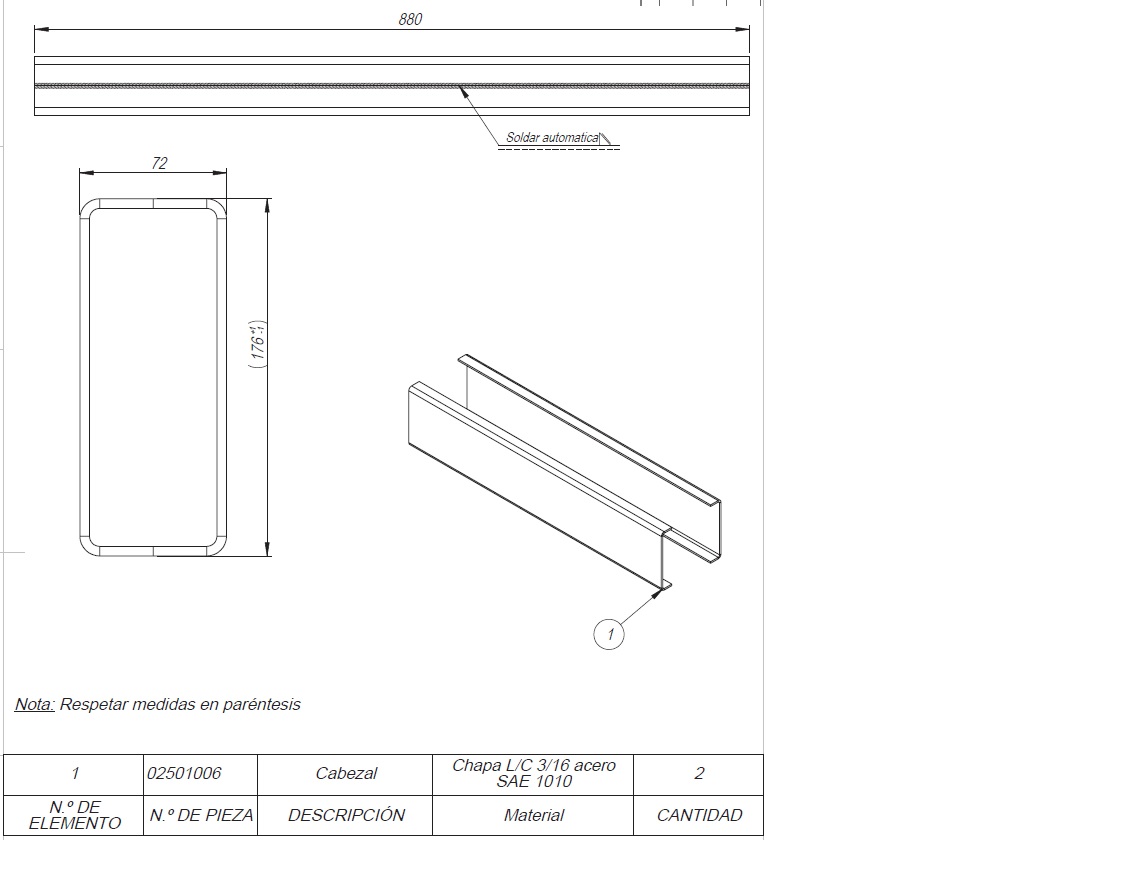 880
Soldar automatica
72
(176 +1 -1)
1
Nota: Respetar medidas en paréntesis
1 02501006 Cabezal Chapa L/C 3/16 acero 2
SAE 1010
N.º DE N.º DE PIEZA DESCRIPCIÓN Material CANTIDAD
ELEMENTO